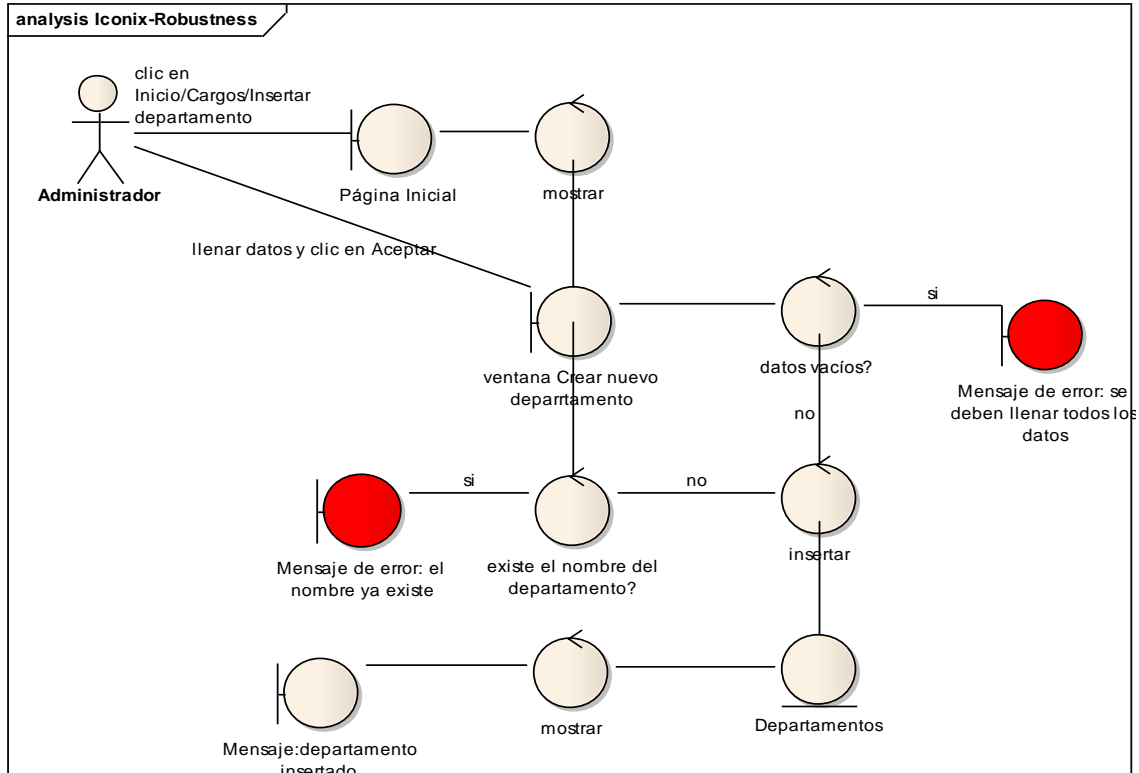 analysis Iconix-Robustness
clic en
Inicio/Cargos/Insertar
departamento
Administrador
Página Inicial
mostrar
llenar datos y clic en Aceptar
si
ventana Crear nuevo
deparrtamento
datos vacíos?
Mensaje de error: se
deben llenar todos los
datos
no
si
no
Mensaje de error: el
nombre ya existe
existe el nombre del
departamento?
insertar
Mensaje:departamento
insertado
mostrar
Departamentos